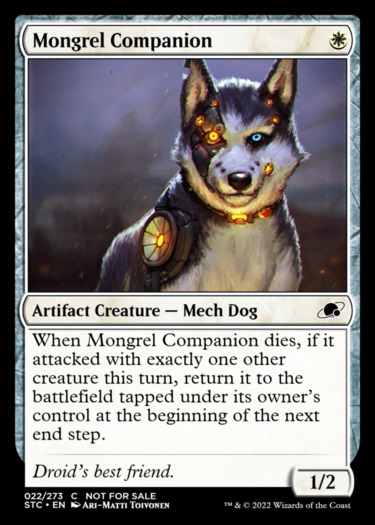 Mongrel Companion
Artifact Creature — Mech Dog
When Mongrel Companion dies, if it
attacked with exactly one other
creature this turn, return it to the
battlefield tapped under its owner's
control at the beginning of the next
end step.
Droid's best friend.
1/2
022/273 C NOT FOR SALE
STC • EN Ari-Matti Toivonen
™ & © 2022 Wizards of the Coast